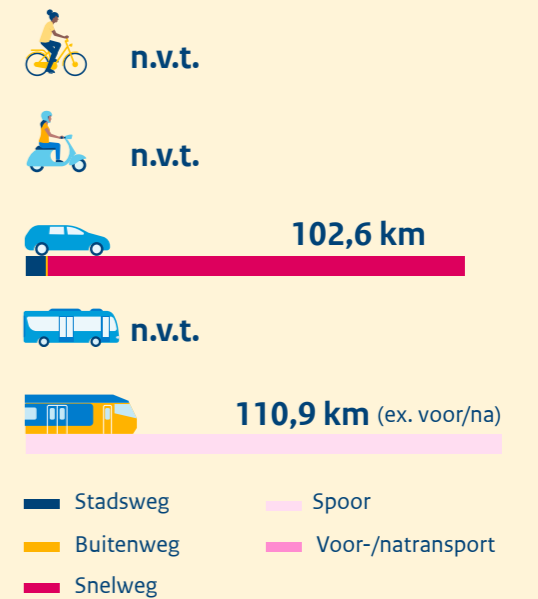 n.v.t.
n.v.t.
102,6 km
n.v.t.
110,9 km (ex. voor/na)
Stadsweg
Spoor
Buitenweg
Voor-/natransport
Snelweg